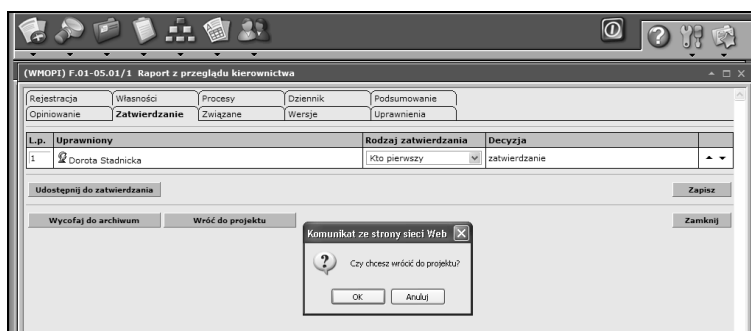 (WMOPI) F.01-05.01/1 Raport z przeglądu kierownictwa
Rejestracja Własności Procesy Dziennik Podsumowanie
Opiniowanie Zatwierdzanie Związane Wersje Uprawnienia
L.p. Uprawniony Rodzaj zatwierdzania Decyzja
1 Dorota Stadnicka Kto pierwszy zatwierdzanie
Udostępnij do zatwierdzania Zapisz
Wycofaj do archiwum Wróć do projektu Zamknij
Komunikat ze strony sieci Web
Czy chcesz wrócić do projektu?
OK Anuluj